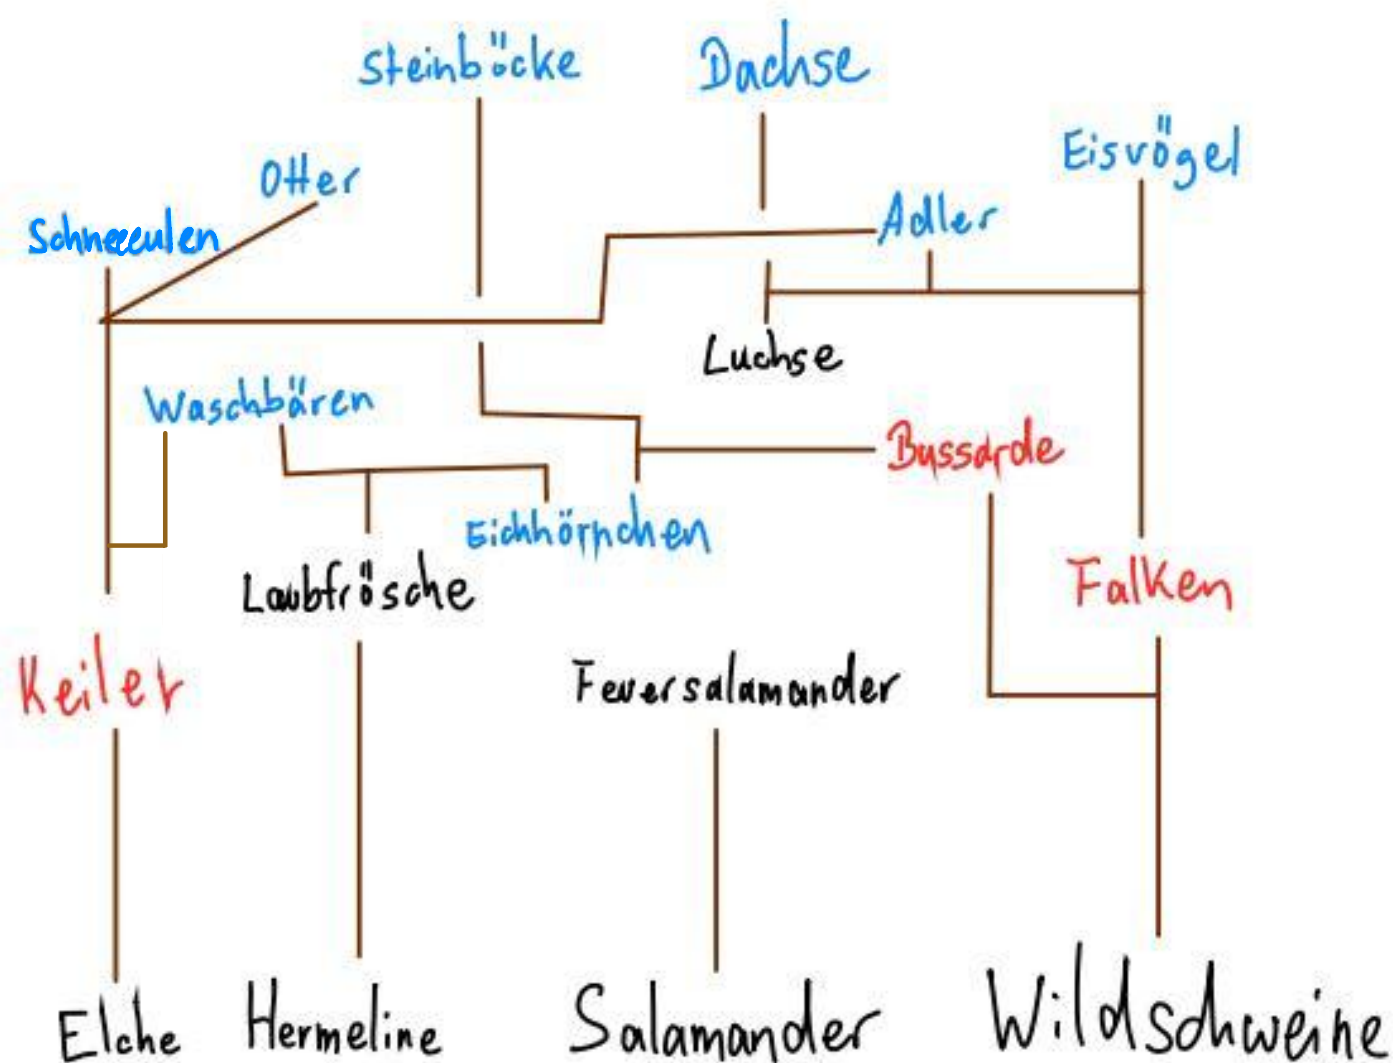 Steinböcke
Dachse
Eisvögel
Otter
Schneeeulen
Adler
Luchse
Waschbären
Bussarde
Eichhörnchen
Laubfrösche
Falken
Keiler
Feuersalamander
Elche
Hermeline
Salamander
Wildschweine